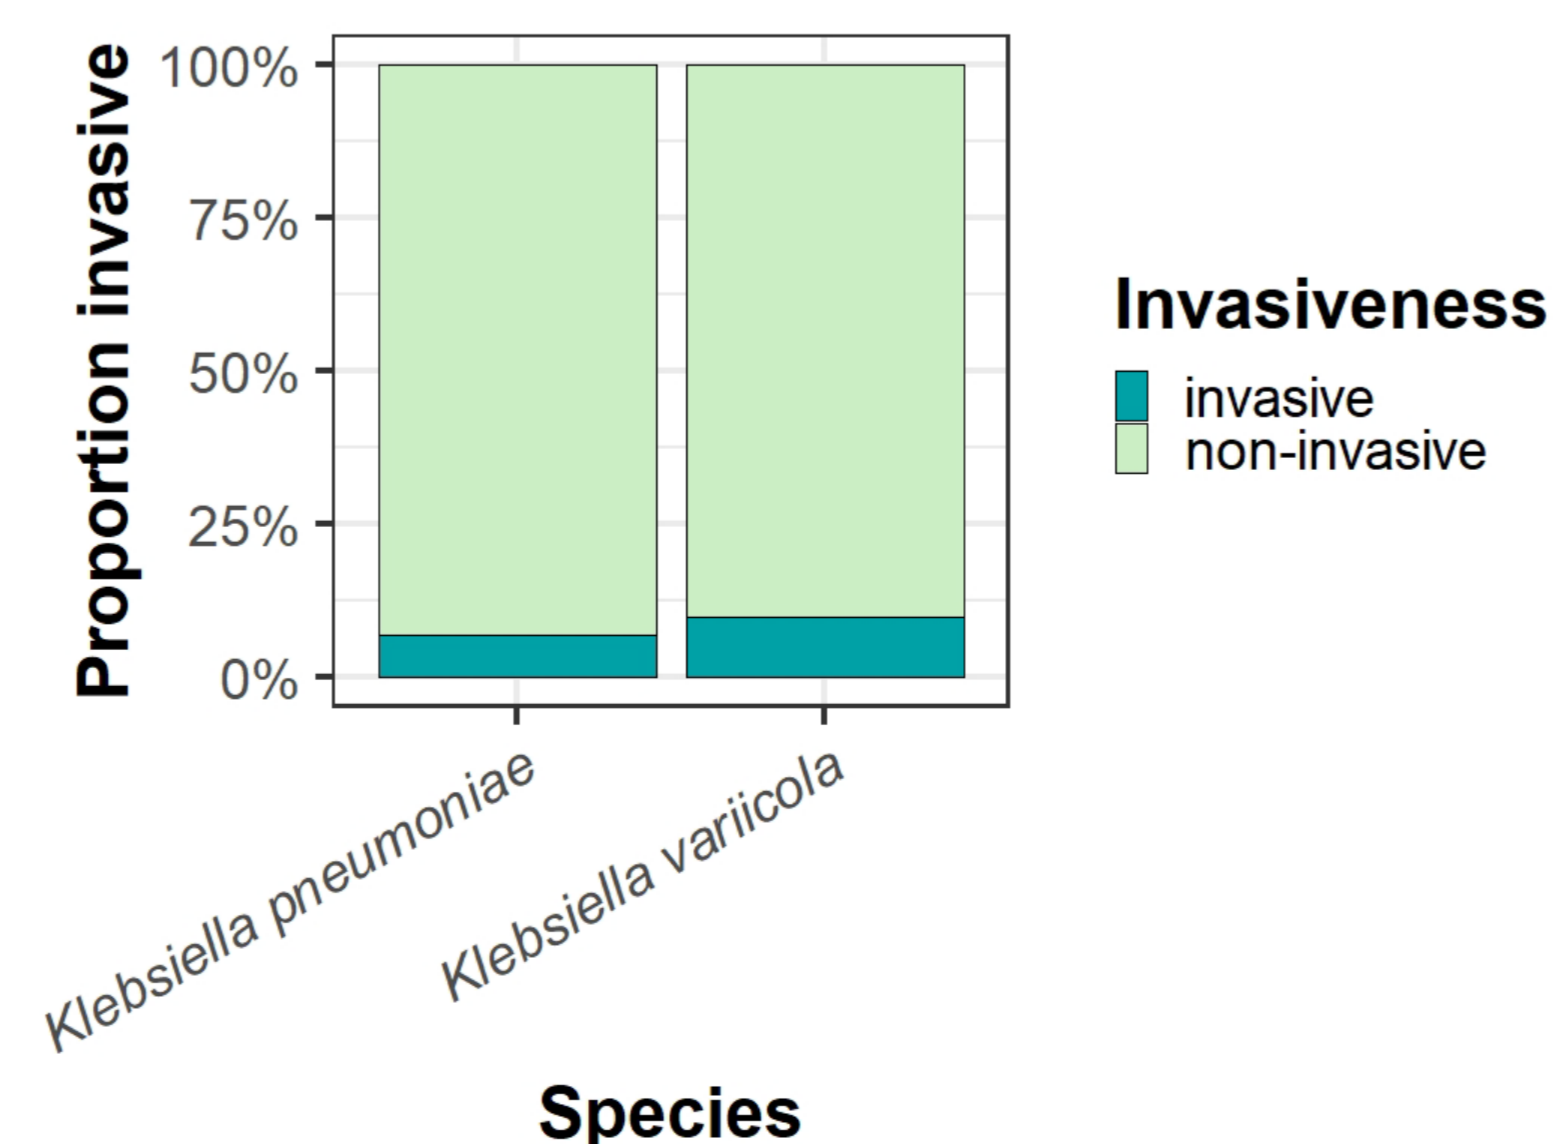 Proportion invasive
100%
75%
50%
25%
0%
Klebsiella pneumoniae
Klebsiella variicola
Species
Invasiveness
invasive
non-invasive